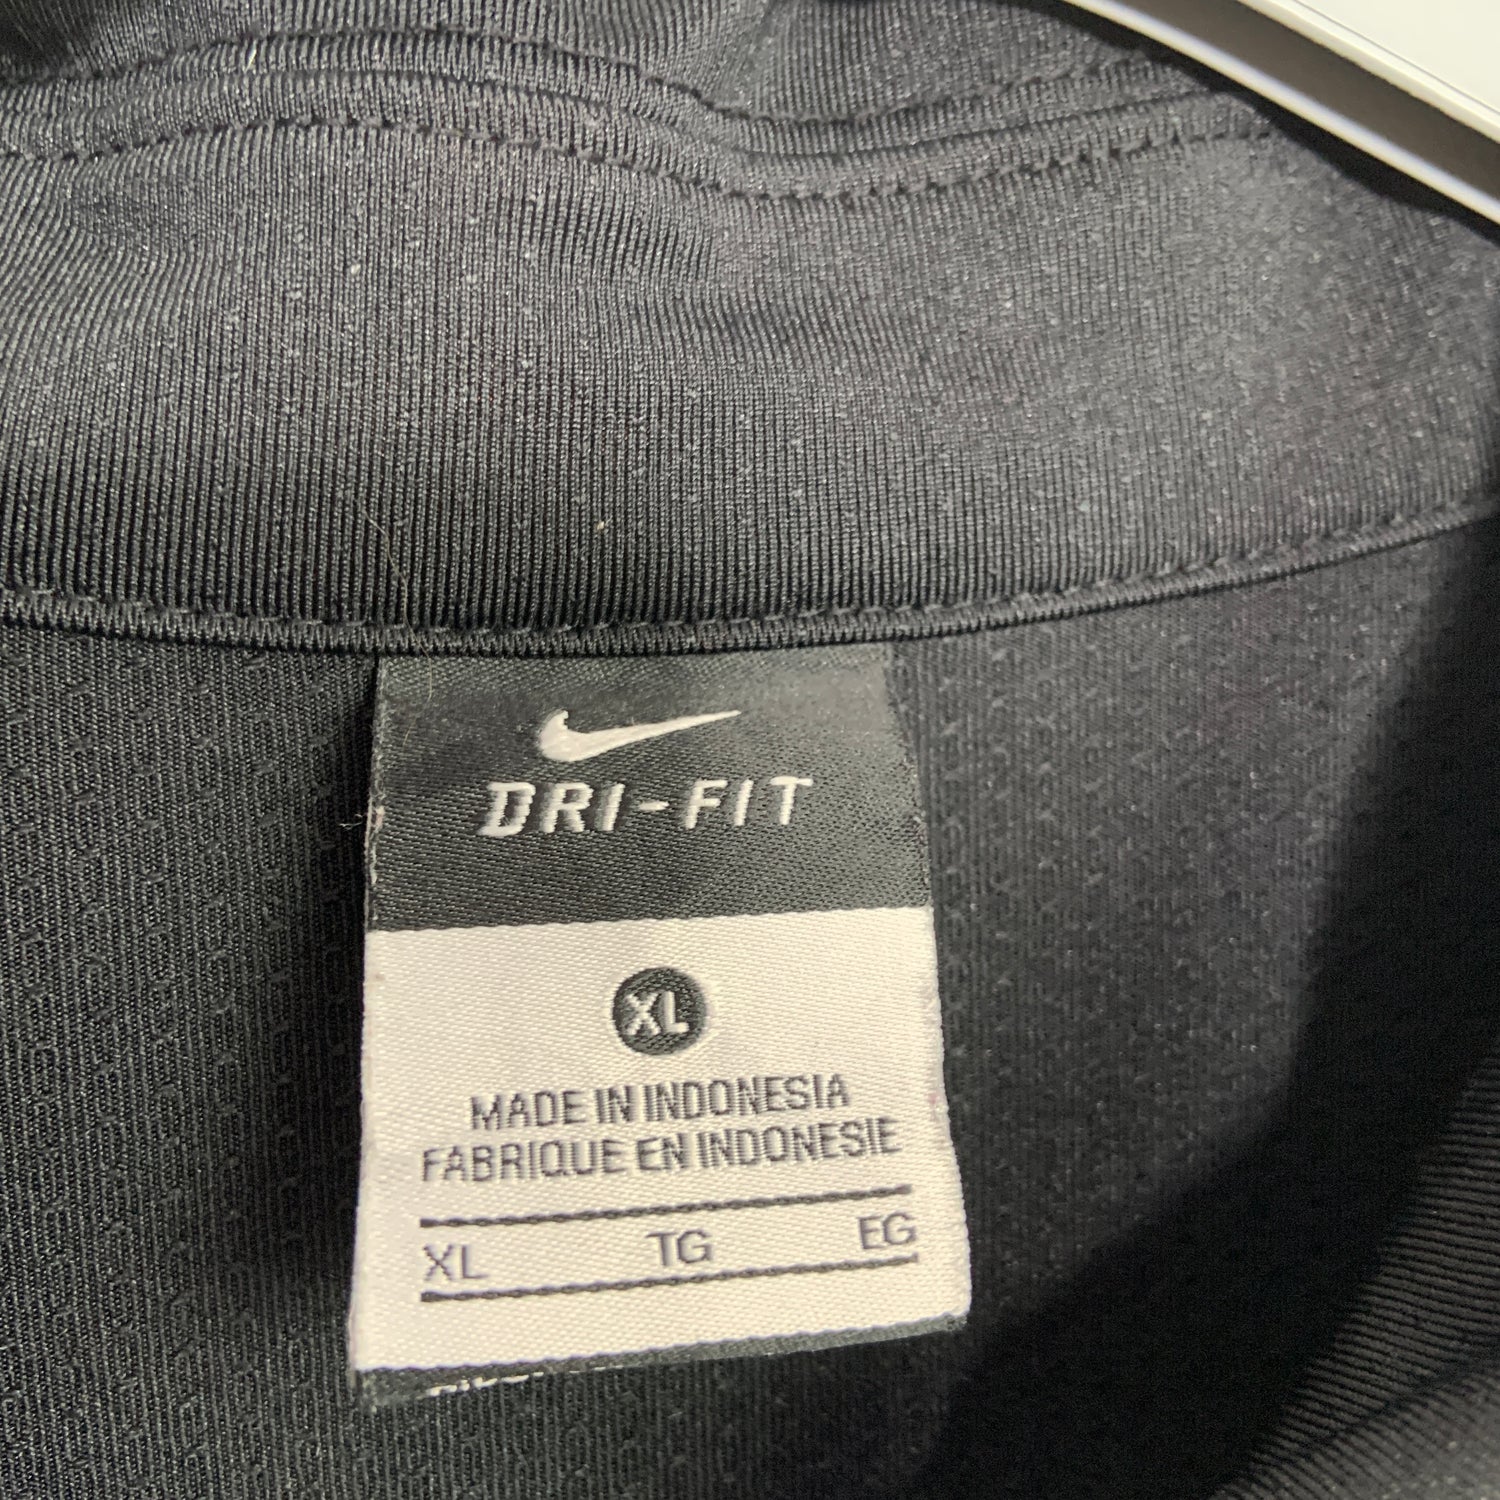 DRI-FIT
XL
MADE IN INDONESIA
FABRIQUE EN INDONESIE
XL TG EG